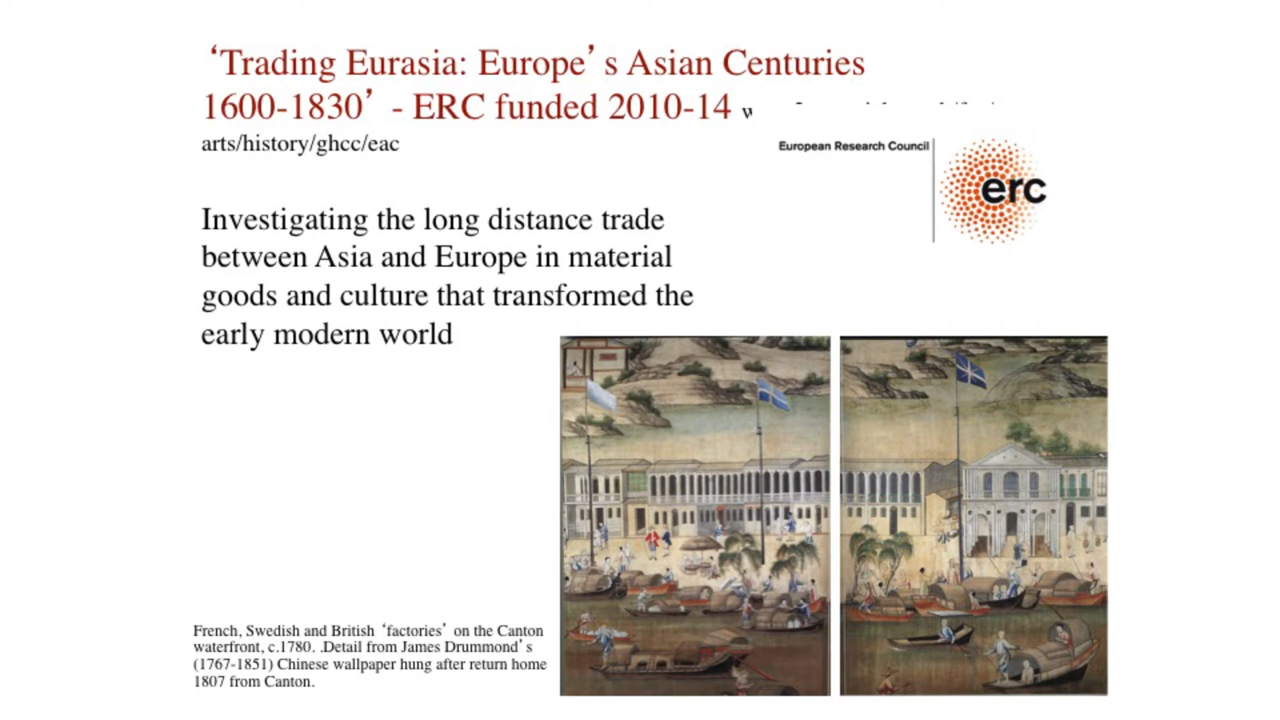 ‘Trading Eurasia: Europe’s Asian Centuries
1600-1830’ - ERC funded 2010-14
arts/history/ghcc/eac
European Research Council
erc
Investigating the long distance trade
between Asia and Europe in material
goods and culture that transformed the
early modern world
French, Swedish and British ‘factories’ on the Canton
waterfront, c.1780. .Detail from James Drummond’s
(1767-1851) Chinese wallpaper hung after return home
1807 from Canton.